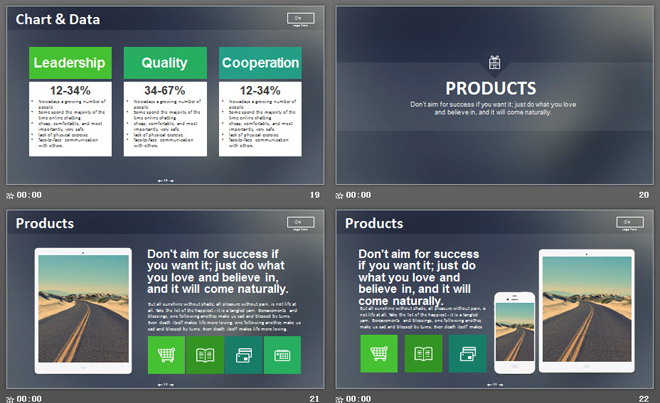 Chart & Data
Leadership
12-34%
Nowadays a growing number of
people
Some spend the majority of the
time online chatting
cheap, comfortable, and most
importantly, very safe.
lack of physical exercise
face-to-face communication
with others.
Quality
34-67%
Nowadays a growing number of
people
Some spend the majority of the
time online chatting
cheap, comfortable, and most
importantly, very safe.
lack of physical exercise
face-to-face communication
with others.
Cooperation
12-34%
Nowadays a growing number of
people
Some spend the majority of the
time online chatting
cheap, comfortable, and most
importantly, very safe.
lack of physical exercise
face-to-face communication
with others.
00:00
19
PRODUCTS
Don't aim for success if you want it; just do what you love
and believe in, and it will come naturally.
00:00
20
Products
Don't aim for success if
you want it; just do what
you love and believe in,
and it will come naturally.
But all sunshine without shade, all pleasure without pain, is not life at
all. Take the lot of the happiest - it is a tangled yarn. Bereavements and
blessings, one following another, make us sad and blessed by turns.
Even death itself makes life more loving. one following another, make us
sad and blessed by turns. Even death itself makes life more loving.
00:00
21
Products
Don't aim for success
if you want it; just do
what you love and
believe in, and it will
come naturally.
But all sunshine without shade, all pleasure without pain, is
not life at all. Take the lot of the happiest - it is a tangled
yarn. Bereavements and blessings, one following another,
make us sad and blessed by turns. Even death itself makes
00:00
22